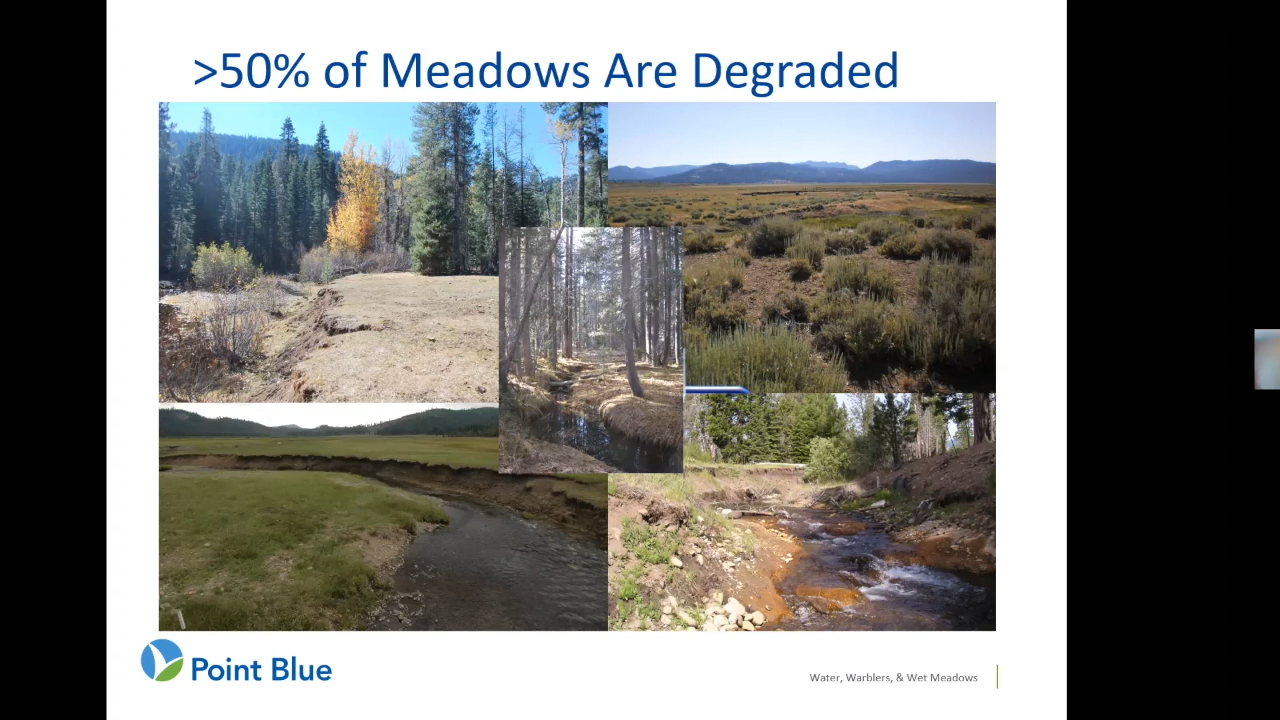 >50% of Meadows Are Degraded
Point Blue
Water, Warblers, & Wet Meadows